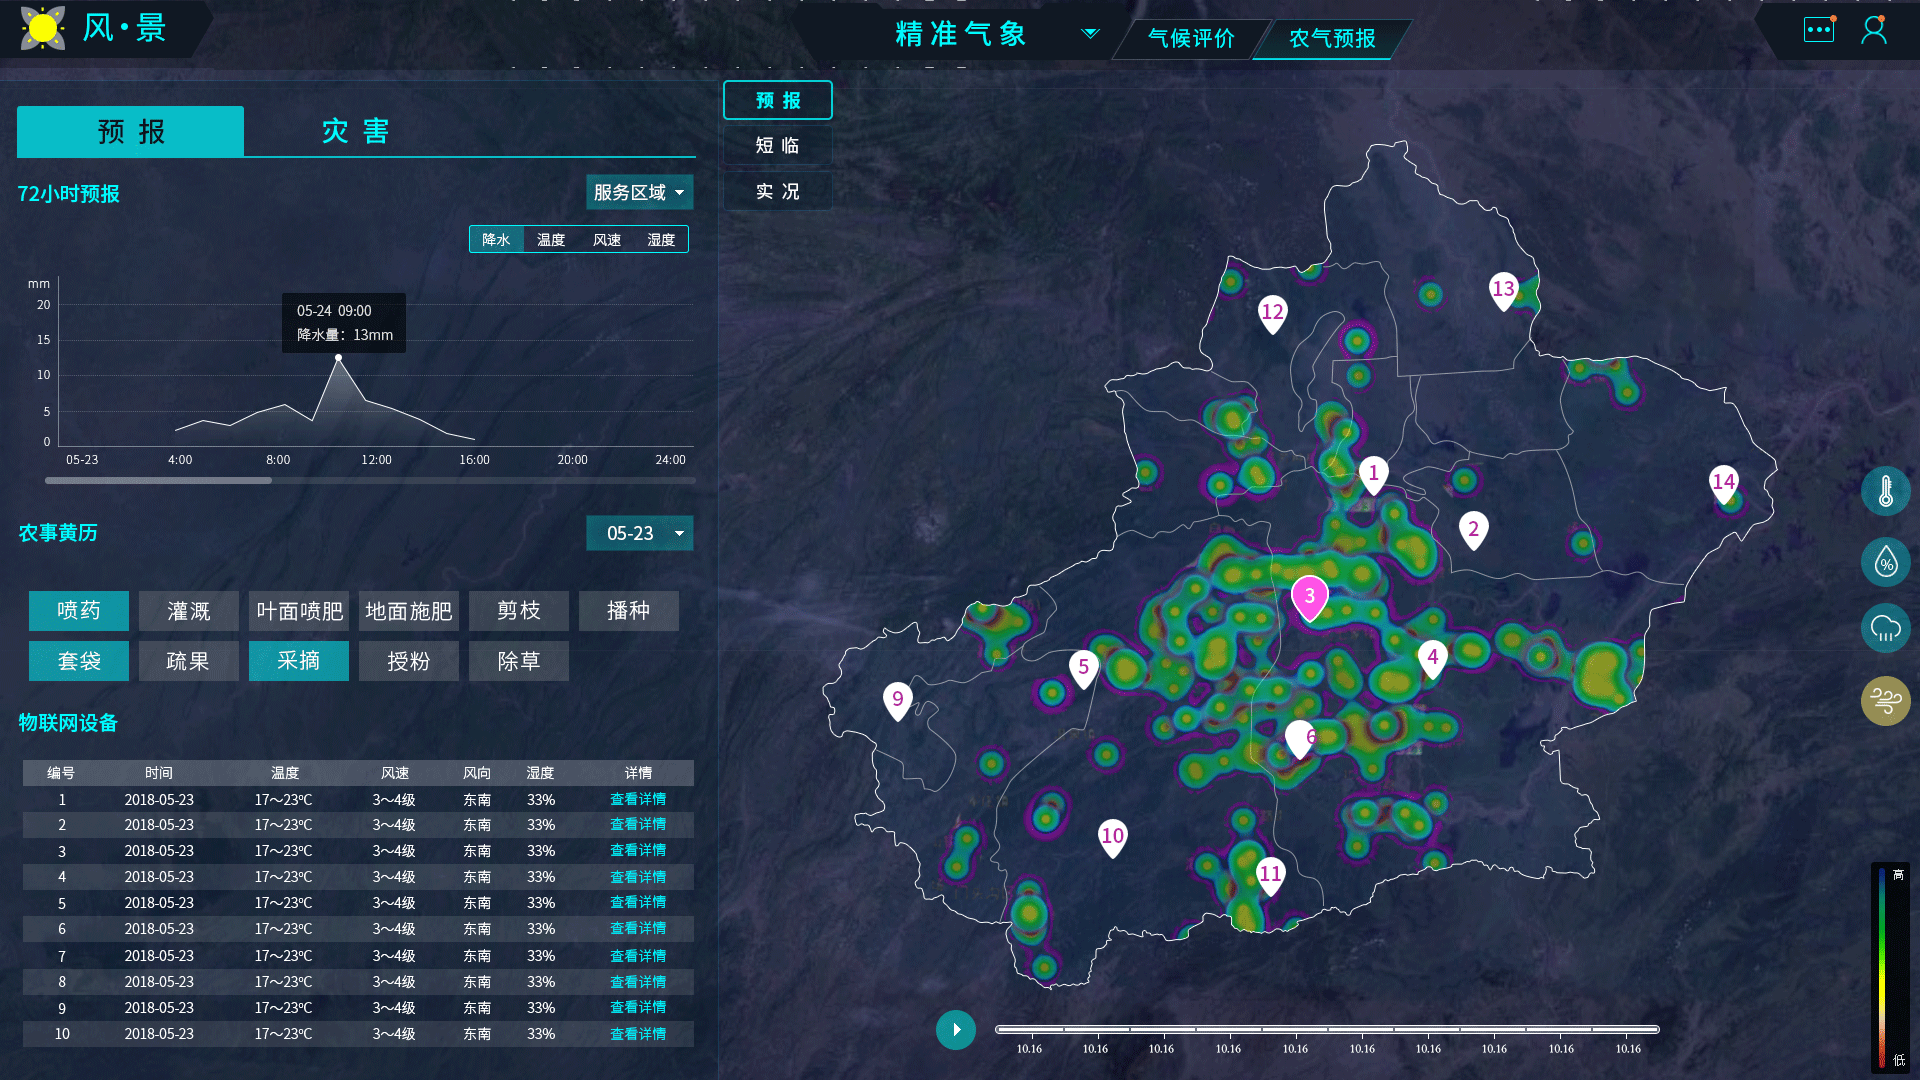 风·景
精准气象
气候评价
农气预报
预报
灾害
预报
短临
实况
72小时预报
服务区域
降水 温度 风速 湿度
mm
20
15
10
5
0
05-24 09:00
降水量：13mm
05-23 4:00 8:00 12:00 16:00 20:00 24:00
农事黄历
05-23
喷药 灌溉 叶面喷肥 地面施肥 剪枝 播种
套袋 疏果 采摘 授粉 除草
物联网设备
编号 时间 温度 风速 风向 湿度 详情
1 2018-05-23 17～23℃ 3～4级 东南 33% 查看详情
2 2018-05-23 17～23℃ 3～4级 东南 33% 查看详情
3 2018-05-23 17～23℃ 3～4级 东南 33% 查看详情
4 2018-05-23 17～23℃ 3～4级 东南 33% 查看详情
5 2018-05-23 17～23℃ 3～4级 东南 33% 查看详情
6 2018-05-23 17～23℃ 3～4级 东南 33% 查看详情
7 2018-05-23 17～23℃ 3～4级 东南 33% 查看详情
8 2018-05-23 17～23℃ 3～4级 东南 33% 查看详情
9 2018-05-23 17～23℃ 3～4级 东南 33% 查看详情
10 2018-05-23 17～23℃ 3～4级 东南 33% 查看详情
13
12
1
14
2
3
4
5
9
6
10
11
%
高
低
10.16 10.16 10.16 10.16 10.16 10.16 10.16 10.16 10.16 10.16